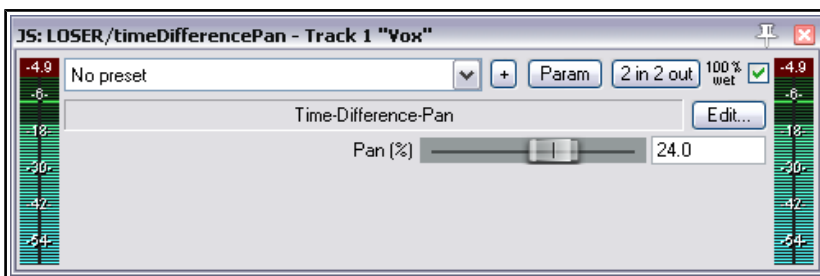 JS: LOSER/timeDifferencePan - Track 1 "Vox"
-4.9 No preset + Param 2 in 2 out 100% wet -4.9
-6- -6-
Time-Difference-Pan Edit...
-18- -18-
Pan (%) 24.0
-30- -30-
-42- -42-
-54- -54-